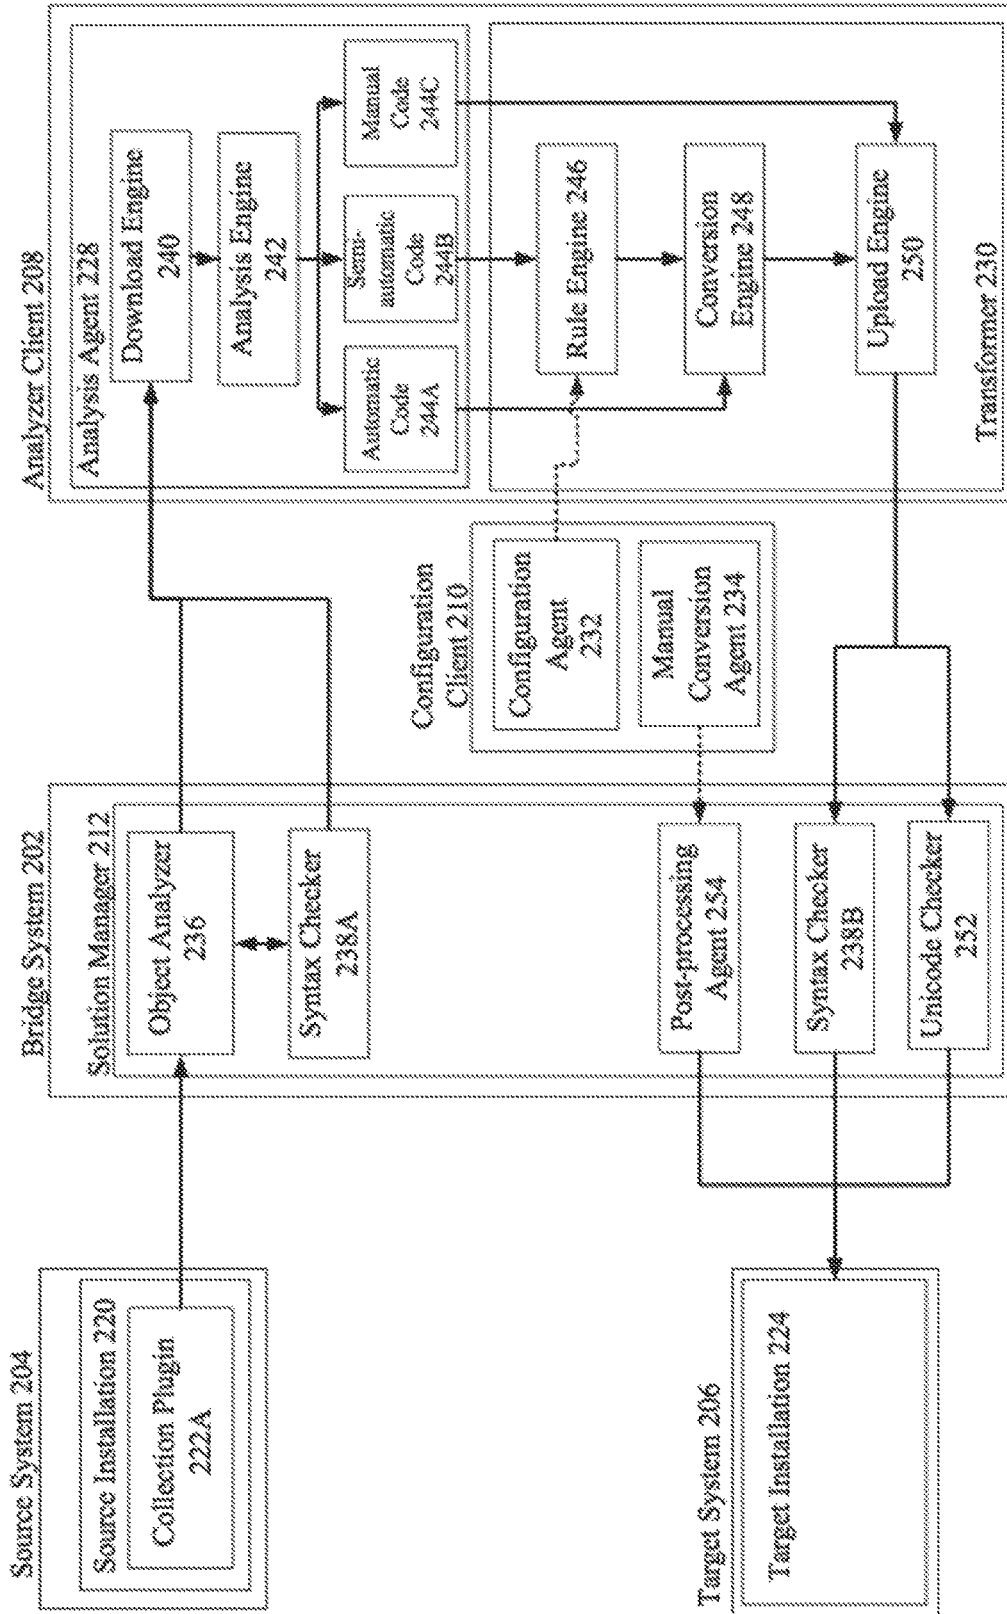 Source System 204
Source Installation 220
Collection Plugin
222A
Target System 206
Target Installation 224
Bridge System 202
Solution Manager 212
Object Analyzer
236
Syntax Checker
238A
Post-processing
Agent 254
Syntax Checker
238B
Unicode Checker
252
Configuration
Client 210
Configuration
Agent
232
Manual
Conversion
Agent 234
Analyzer Client 208
Analysis Agent 228
Download Engine
240
Analysis Engine
242
Automatic
Code
244A
Semi-
automatic
Code
244B
Manual
Code
244C
Rule Engine 246
Conversion
Engine 248
Upload Engine
250
Transformer 230